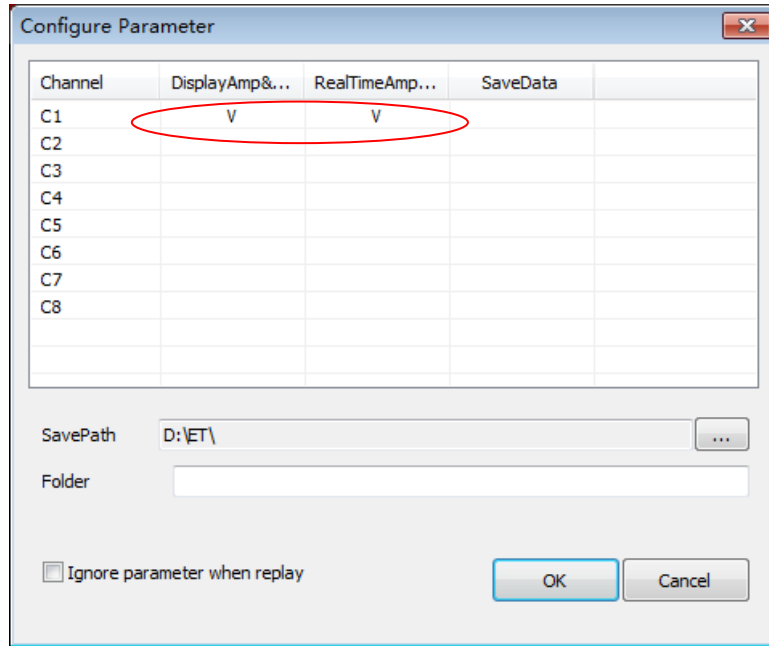 Configure Parameter
Channel DisplayAmp&... RealTimeAmp... SaveData
C1 V V
C2
C3
C4
C5
C6
C7
C8
SavePath D:\ET\ ...
Folder
Ignore parameter when replay OK Cancel